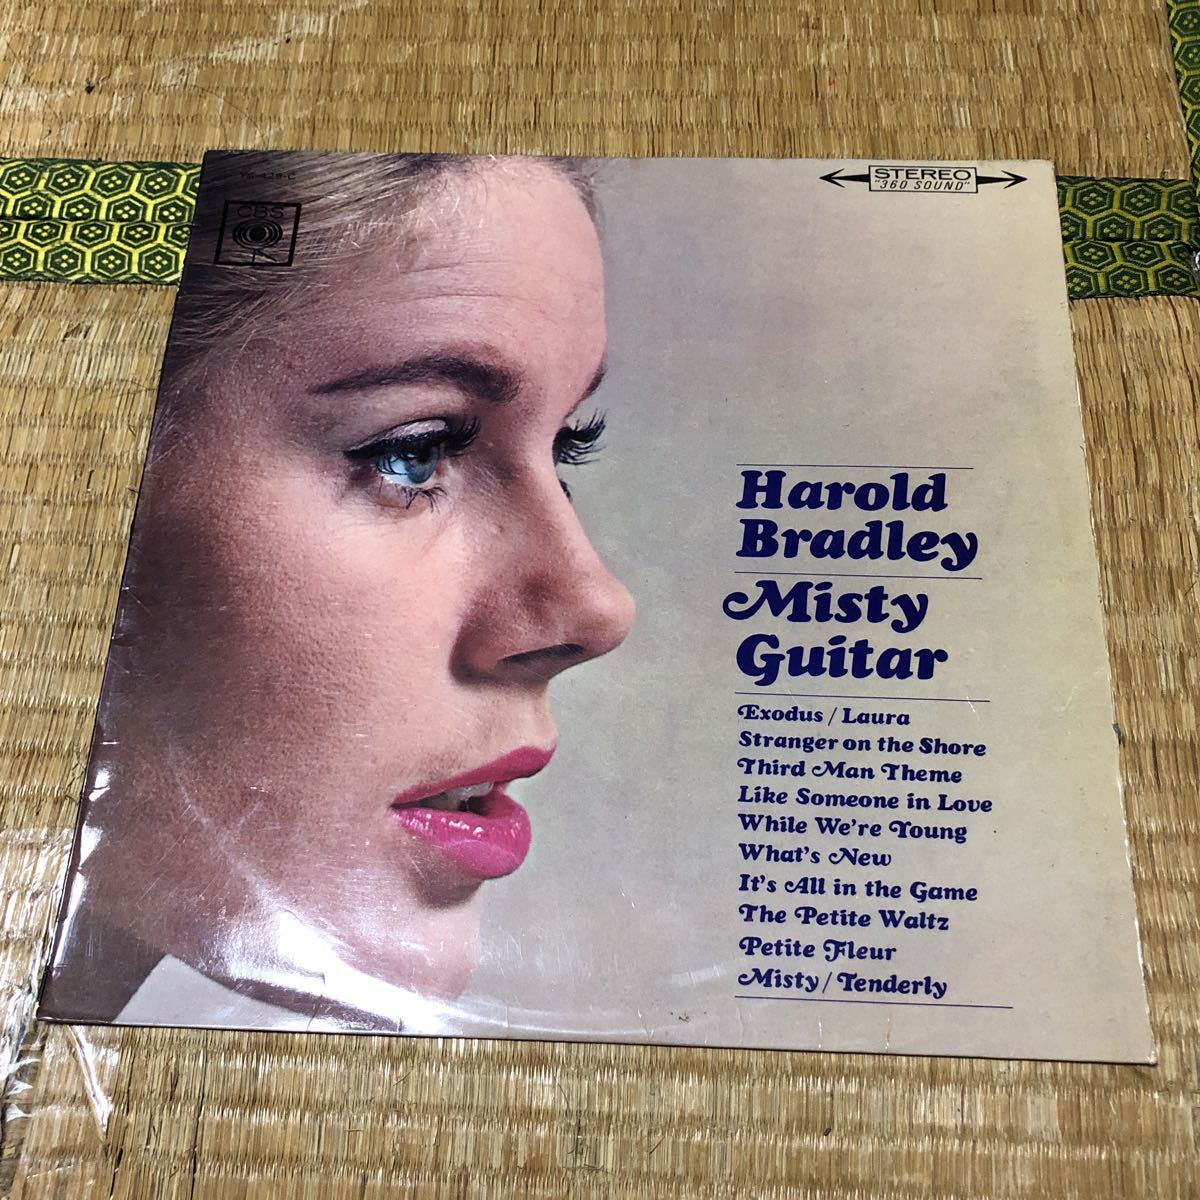 YS-429-C
CBS
STEREO
"360 SOUND"
Harold
Bradley
Misty
Guitar
Exodus / Laura
Stranger on the Shore
Third Man Theme
Like Someone in Love
While We're Young
What's New
It's All in the Game
The Petite Waltz
Petite Fleur
Misty / Tenderly